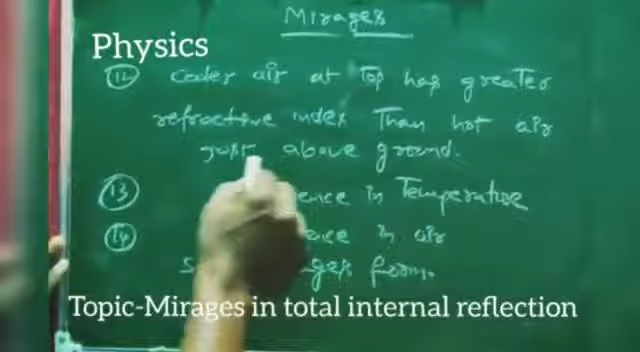 Mirages
Physics
(12) Cooler air at Top has greater
refractive index Than hot air
just above ground.
(13) ence in Temperature
(14) ence in air
form.
Topic-Mirages in total internal reflection